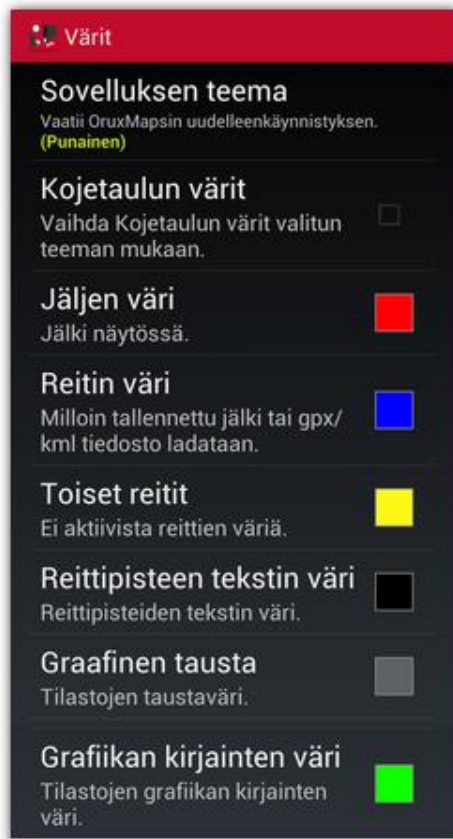 Värit
Sovelluksen teema
Vaatii OruxMapsin uudelleenkäynnistyksen.
(Punainen)
Kojetaulun värit
Vaihda Kojetaulun värit valitun
teeman mukaan.
Jäljen väri
Jälki näytössä.
Reitin väri
Milloin tallennettu jälki tai gpx/
kml tiedosto ladataan.
Toiset reitit
Ei aktiivista reittien väriä.
Reittipisteen tekstin väri
Reittipisteiden tekstin väri.
Graafinen tausta
Tilastojen taustaväri.
Grafiikan kirjainten väri
Tilastojen grafiikan kirjainten
väri.